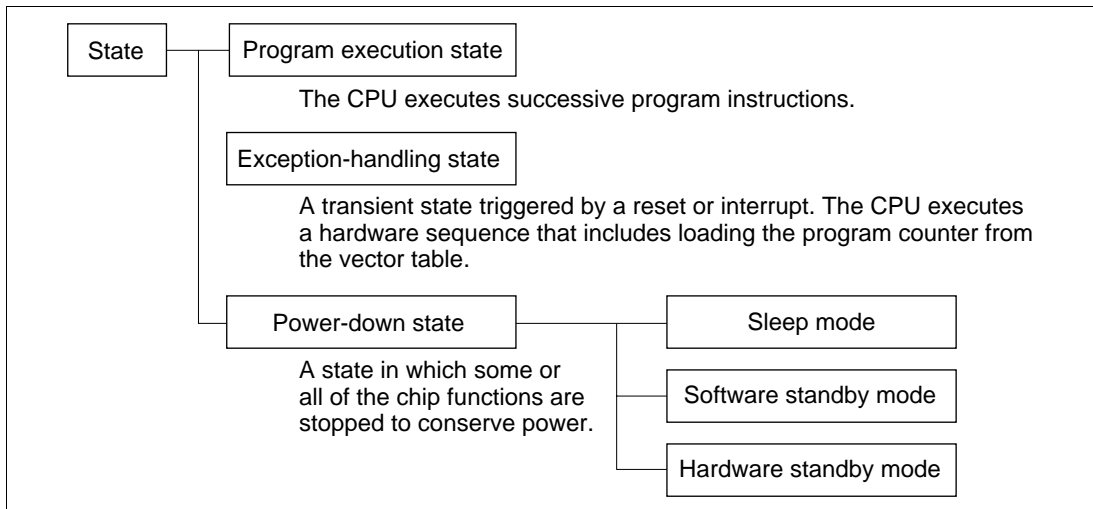 State
Program execution state
The CPU executes successive program instructions.
Exception-handling state
A transient state triggered by a reset or interrupt. The CPU executes
a hardware sequence that includes loading the program counter from
the vector table.
Power-down state
A state in which some or
all of the chip functions are
stopped to conserve power.
Sleep mode
Software standby mode
Hardware standby mode